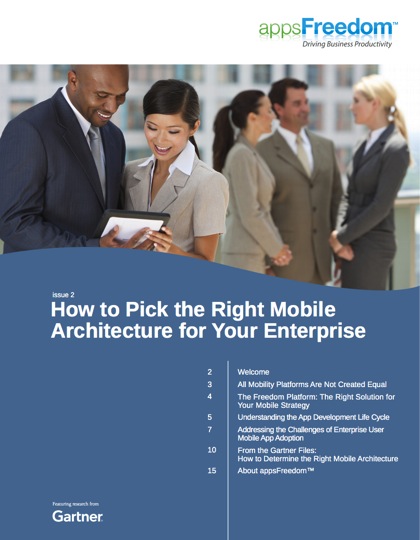 appsFreedom™
Driving Business Productivity
issue 2
How to Pick the Right Mobile
Architecture for Your Enterprise
2 Welcome
3 All Mobility Platforms Are Not Created Equal
4 The Freedom Platform: The Right Solution for
Your Mobile Strategy
5 Understanding the App Development Life Cycle
7 Addressing the Challenges of Enterprise User
Mobile App Adoption
10 From the Gartner Files:
How to Determine the Right Mobile Architecture
15 About appsFreedom™
Featuring research from
Gartner